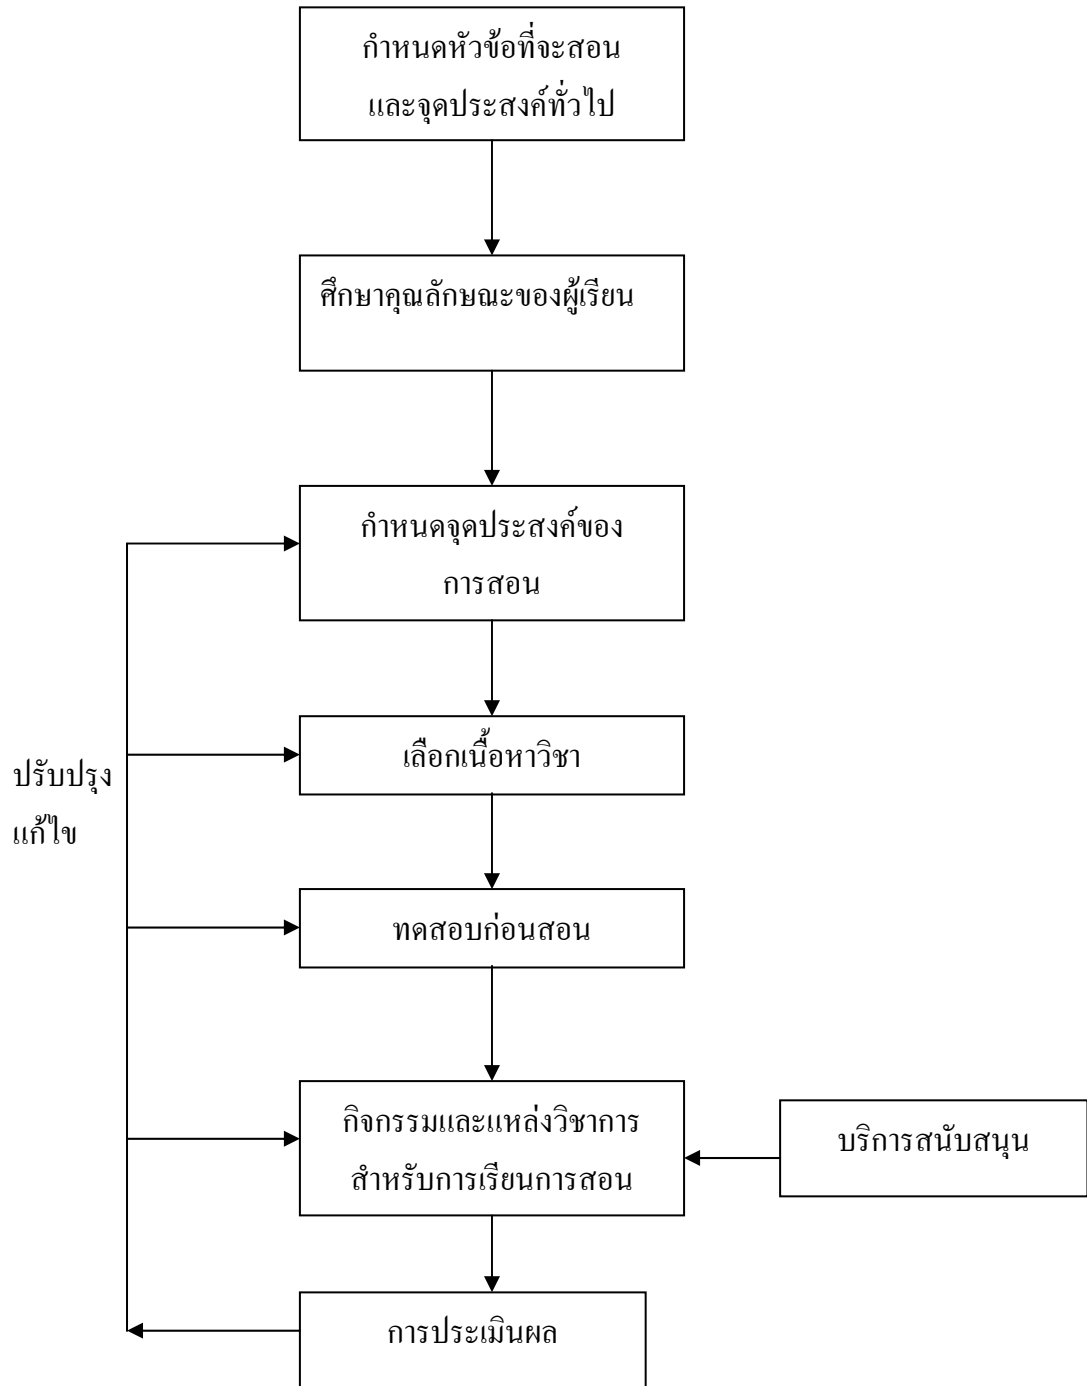 กำหนดหัวข้อที่จะสอน
และจุดประสงค์ทั่วไป
ศึกษาคุณลักษณะของผู้เรียน
กำหนดจุดประสงค์ของ
การสอน
เลือกเนื้อหาวิชา
ปรับปรุง
แก้ไข
ทดสอบก่อนสอน
กิจกรรมและแหล่งวิชาการ
สำหรับการเรียนการสอน
บริการสนับสนุน
การประเมินผล